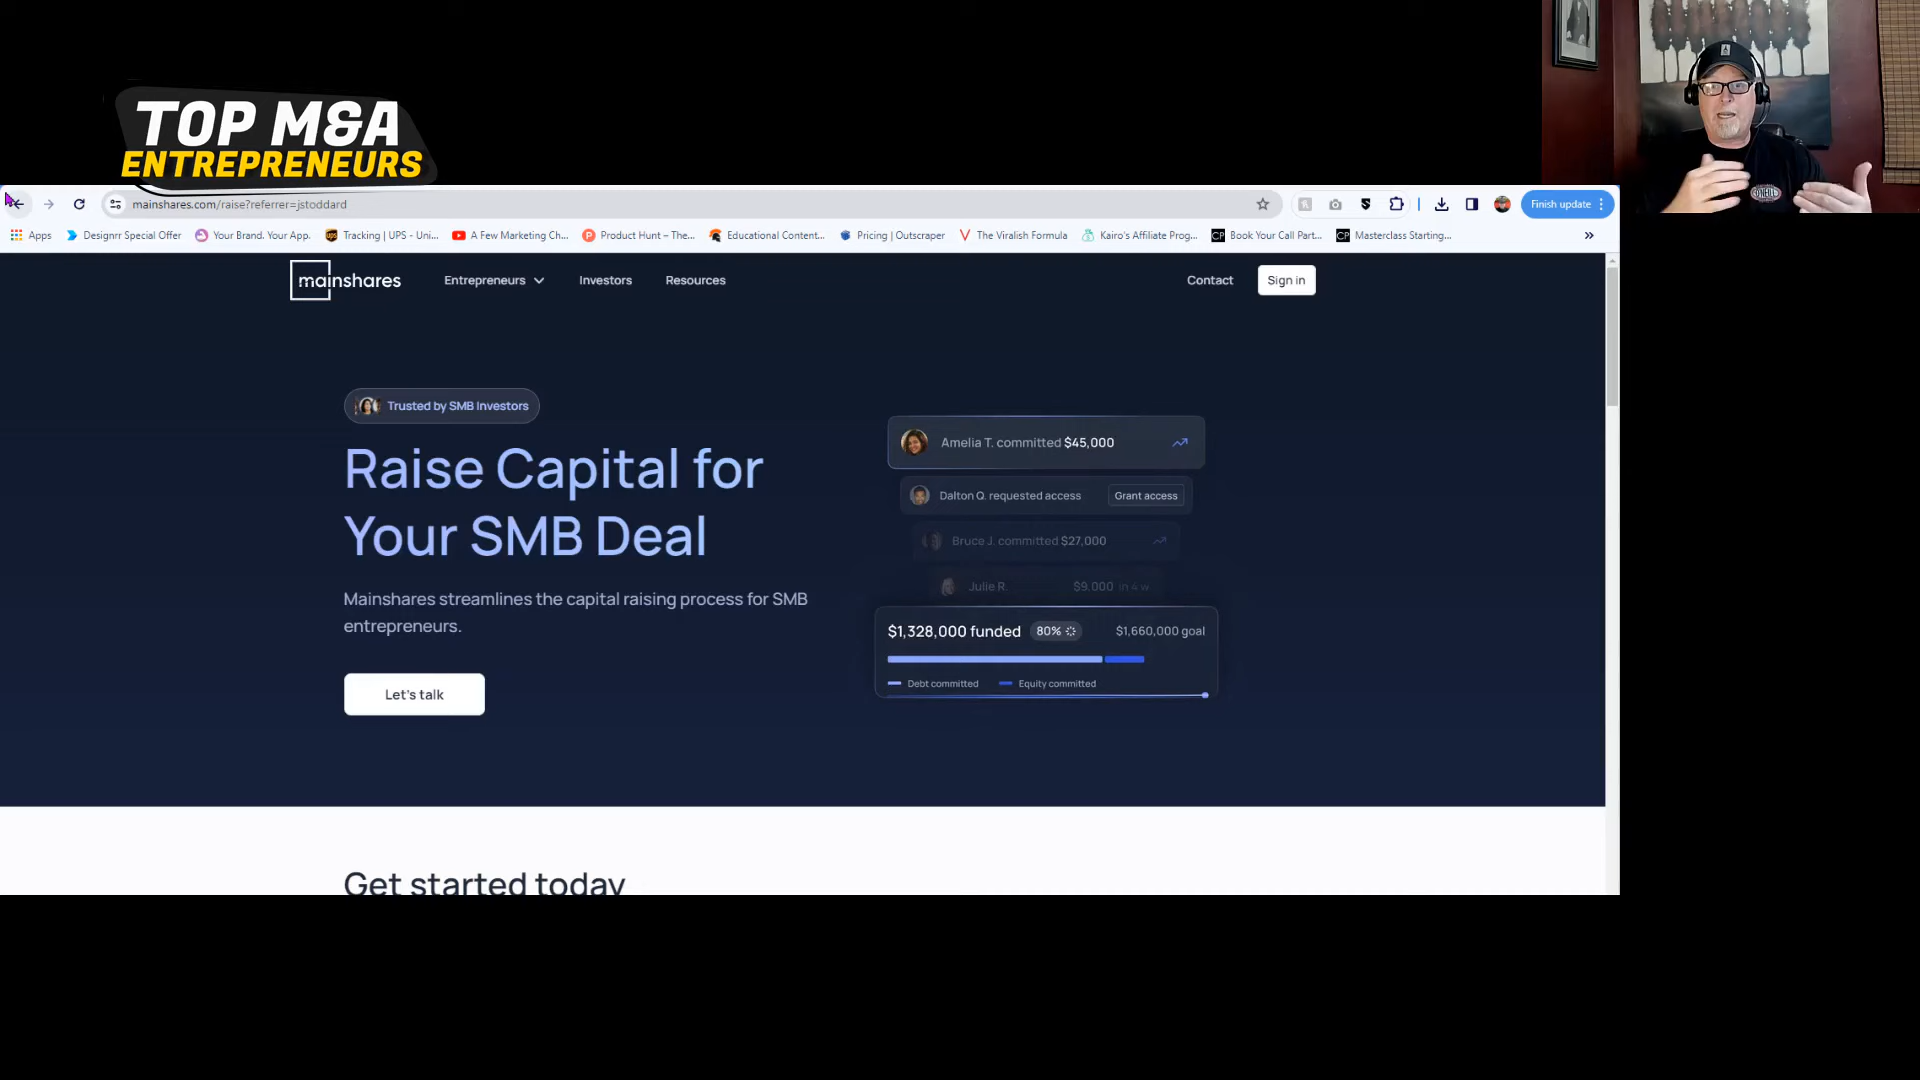 TOP M&A
ENTREPRENEURS
mainshares.com/raise?referrer=jstoddard
Finish update
Apps
Designrr Special Offer
Your Brand. Your App.
Tracking | UPS - Uni...
A Few Marketing Ch...
Product Hunt – The...
Educational Content...
Pricing | Outscraper
The Viralish Formula
Kairo's Affiliate Prog...
CP Book Your Call Part...
CP Masterclass Starting...
mainshares
Entrepreneurs
Investors
Resources
Contact
Sign in
Trusted by SMB Investors
Raise Capital for
Your SMB Deal
Mainshares streamlines the capital raising process for SMB
entrepreneurs.
Let's talk
Amelia T. committed $45,000
Dalton Q. requested access
Grant access
Bruce J. committed $27,000
Julie R. $9,000 in 4 w
$1,328,000 funded 80% $1,660,000 goal
Debt committed Equity committed
Get started today
O'NEILL